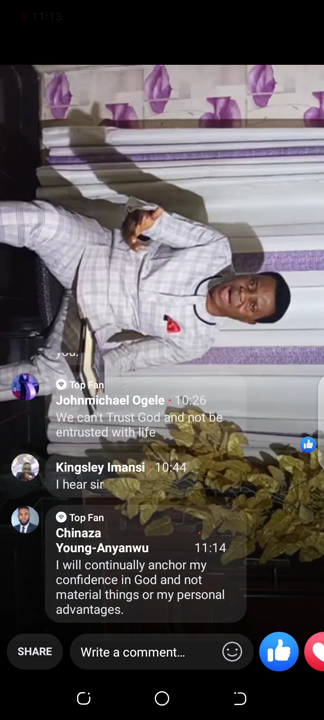 11:13
you.
Top Fan
Johnmichael Ogele · 10:26
We can't Trust God and not be
entrusted with life
Kingsley Imansi 10:44
I hear sir
Top Fan
Chinaza
Young-Anyanwu 11:14
I will continually anchor my
confidence in God and not
material things or my personal
advantages.
SHARE Write a comment...